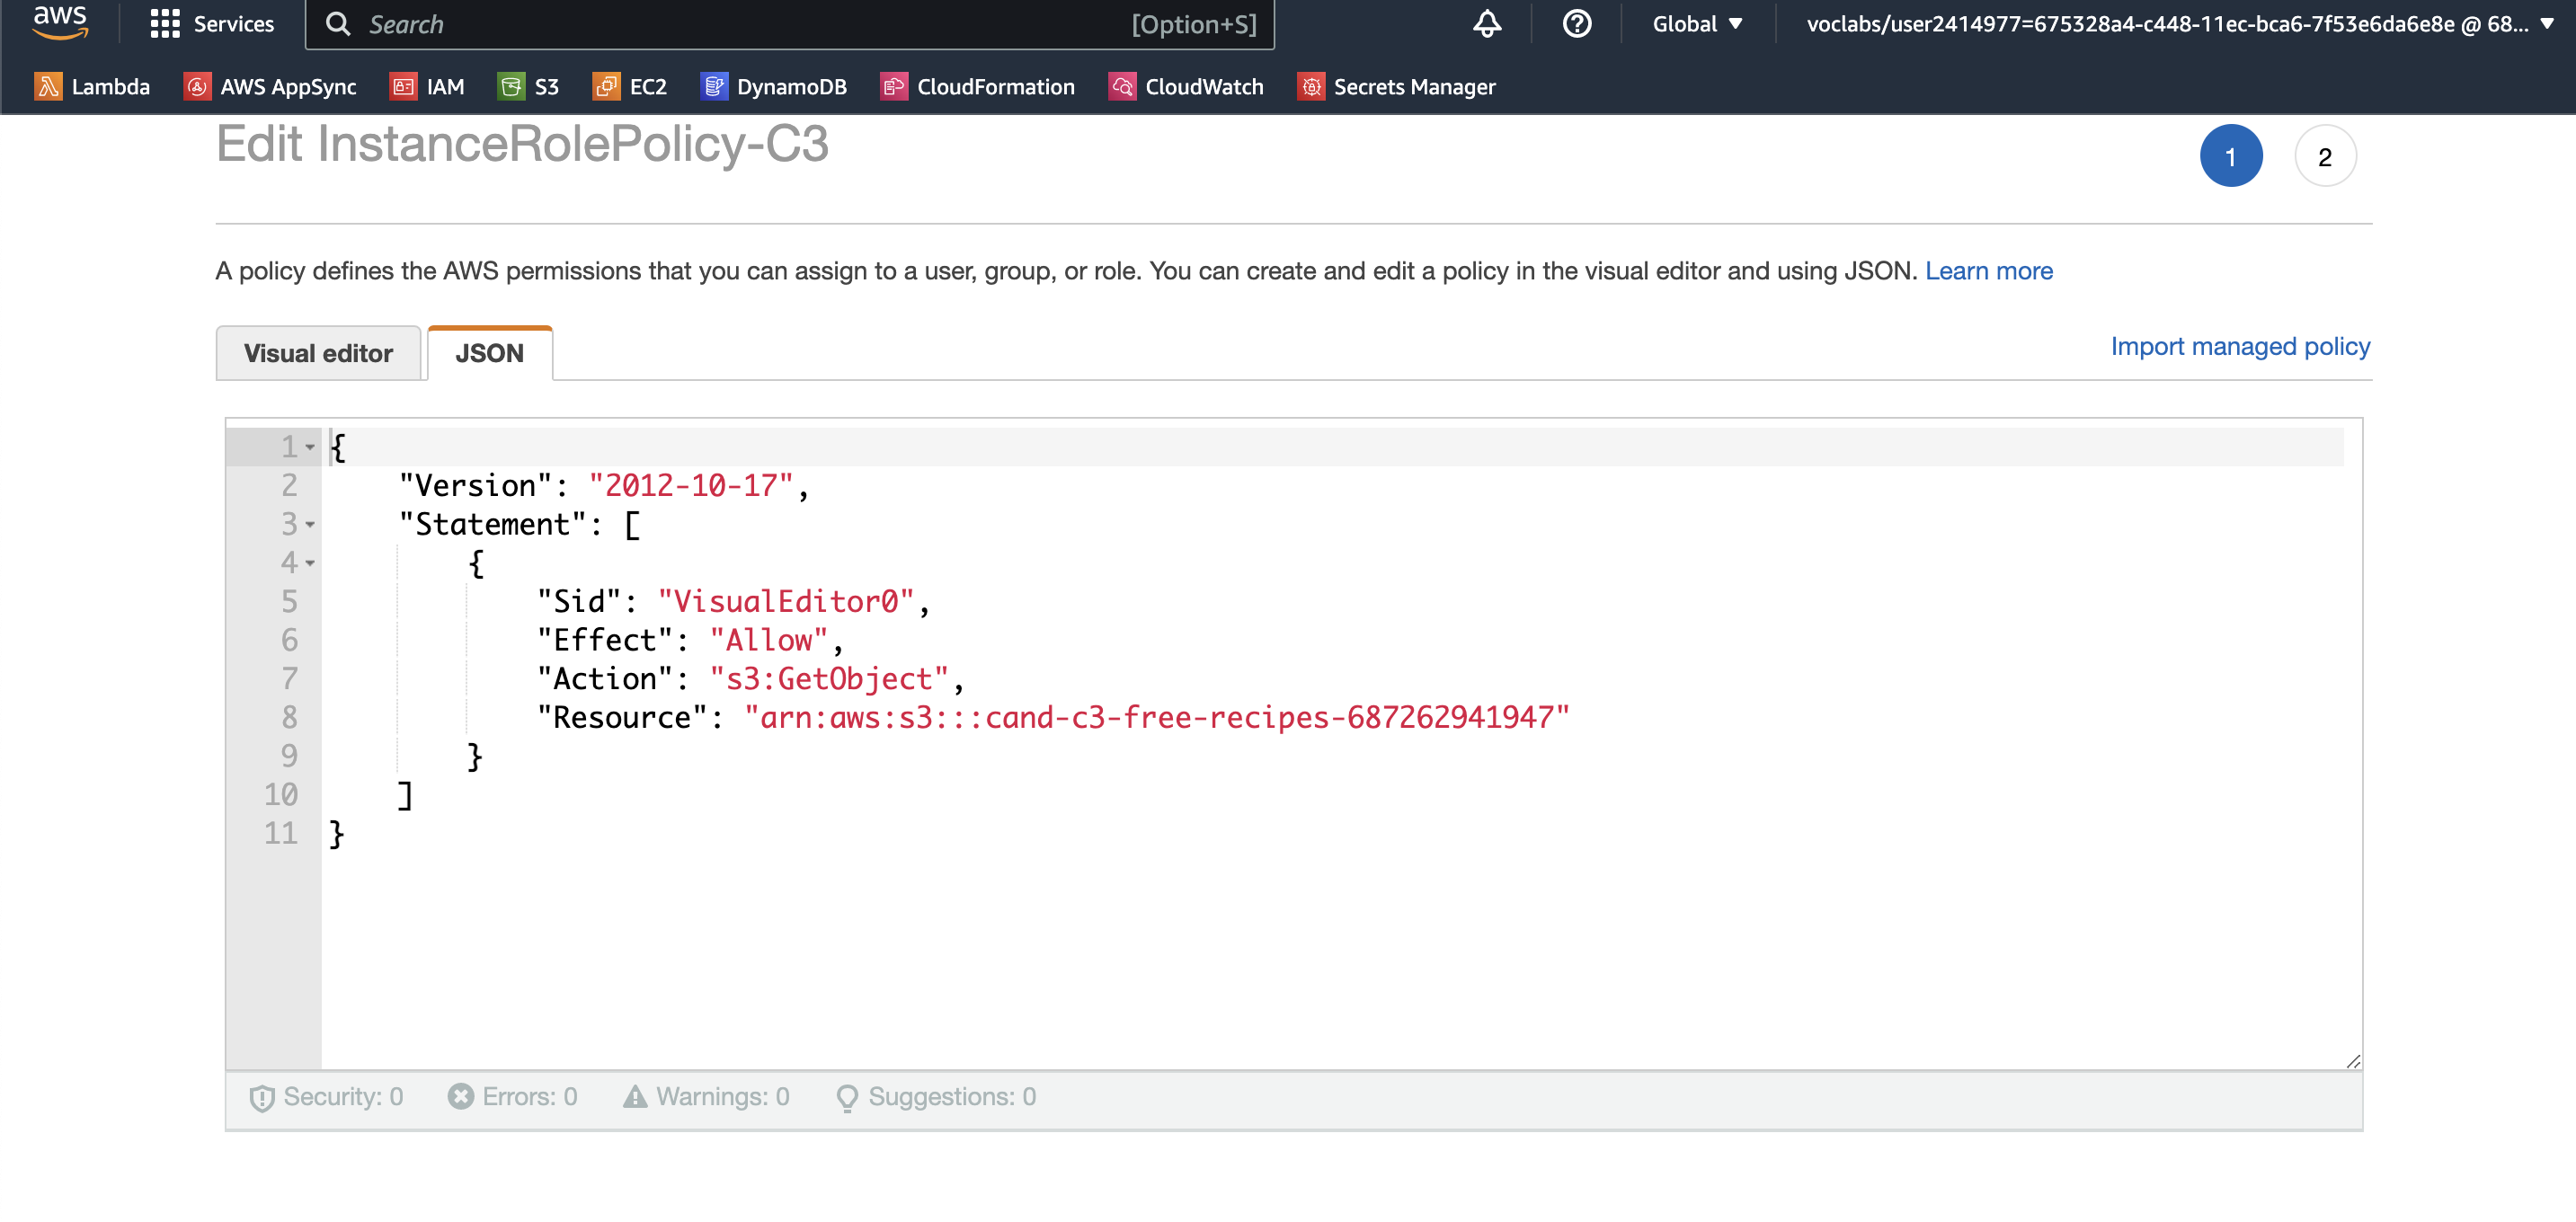 aws Services Search [Option+S] Global voclabs/user2414977=675328a4-c448-11ec-bca6-7f53e6da6e8e @ 68...
Lambda AWS AppSync IAM S3 EC2 DynamoDB CloudFormation CloudWatch Secrets Manager
Edit InstanceRolePolicy-C3 1 2
A policy defines the AWS permissions that you can assign to a user, group, or role. You can create and edit a policy in the visual editor and using JSON. Learn more
Visual editor JSON Import managed policy
1 {
2 "Version": "2012-10-17",
3 "Statement": [
4 {
5 "Sid": "VisualEditor0",
6 "Effect": "Allow",
7 "Action": "s3:GetObject",
8 "Resource": "arn:aws:s3:::cand-c3-free-recipes-687262941947"
9 }
10 ]
11 }
Security: 0 Errors: 0 Warnings: 0 Suggestions: 0